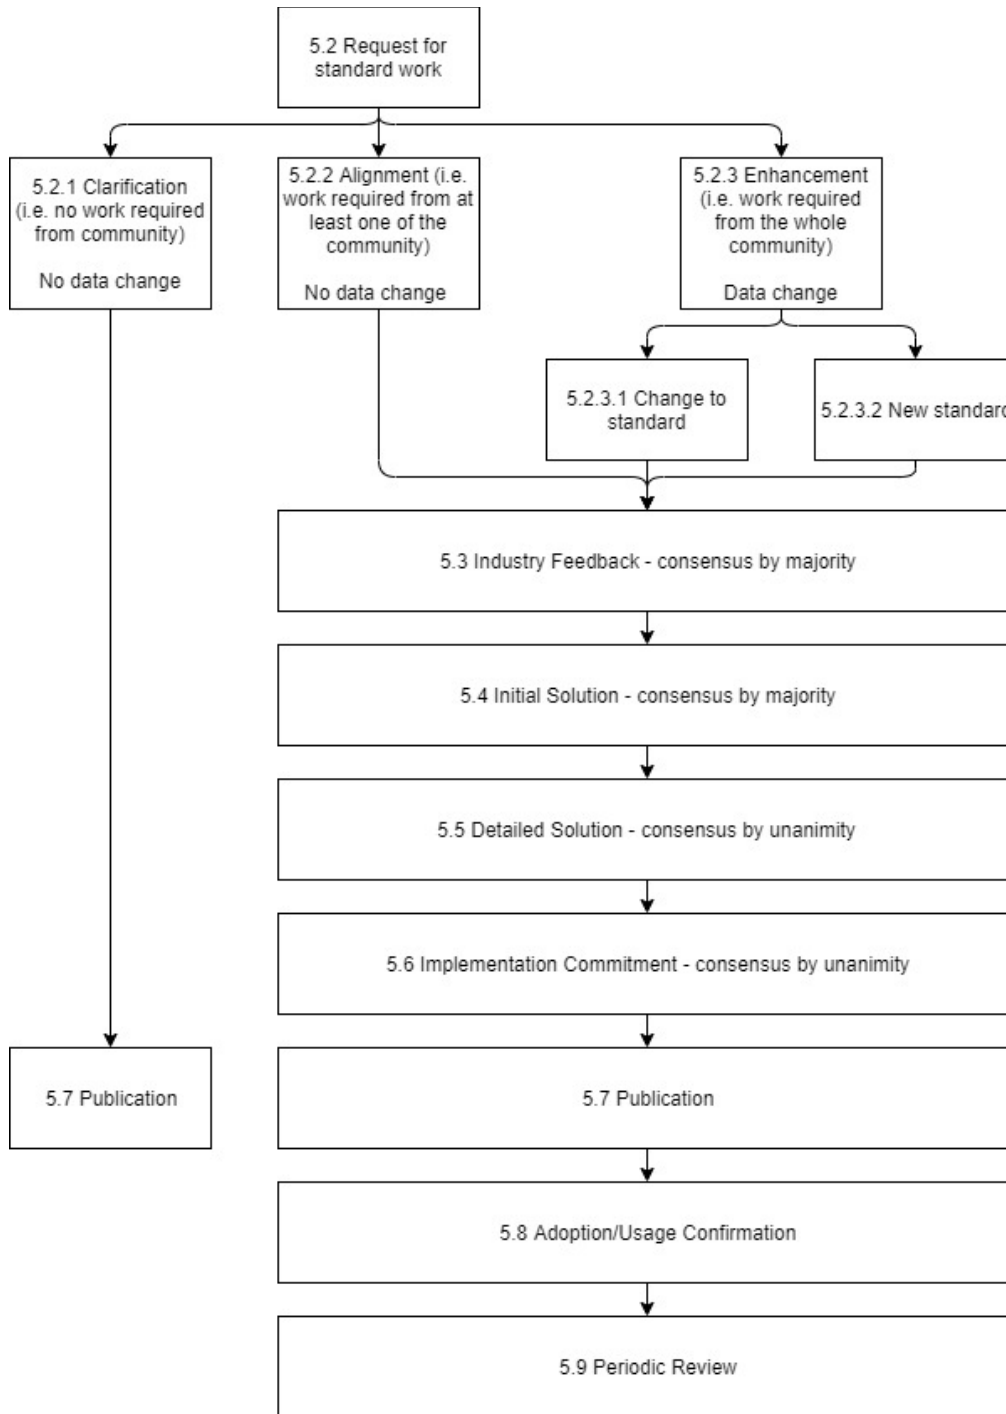 5.2 Request for
standard work
5.2.1 Clarification
(i.e. no work required
from community)
No data change
5.2.2 Alignment (i.e.
work required from at
least one of the
community)
No data change
5.2.3 Enhancement
(i.e. work required
from the whole
community)
Data change
5.2.3.1 Change to
standard
5.2.3.2 New standard
5.3 Industry Feedback - consensus by majority
5.4 Initial Solution - consensus by majority
5.5 Detailed Solution - consensus by unanimity
5.6 Implementation Commitment - consensus by unanimity
5.7 Publication
5.7 Publication
5.8 Adoption/Usage Confirmation
5.9 Periodic Review